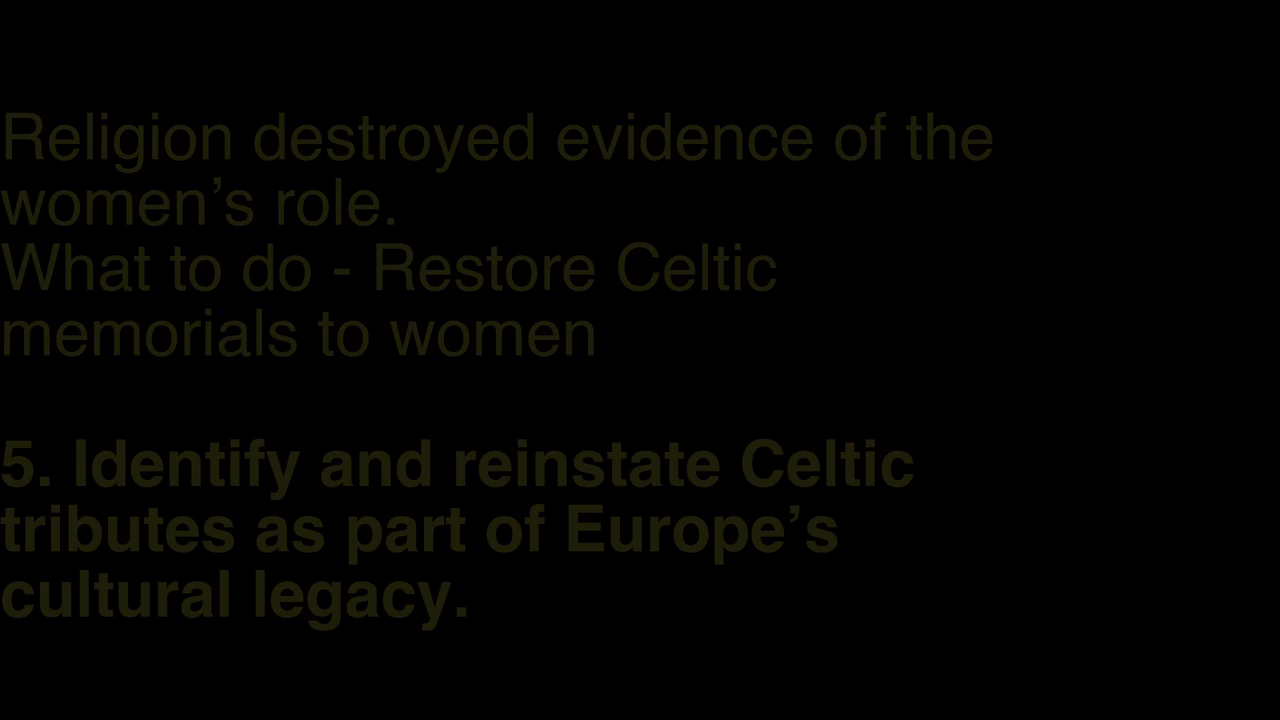 Religion destroyed evidence of the
women’s role.
What to do - Restore Celtic
memorials to women
5. Identify and reinstate Celtic
tributes as part of Europe’s
cultural legacy.